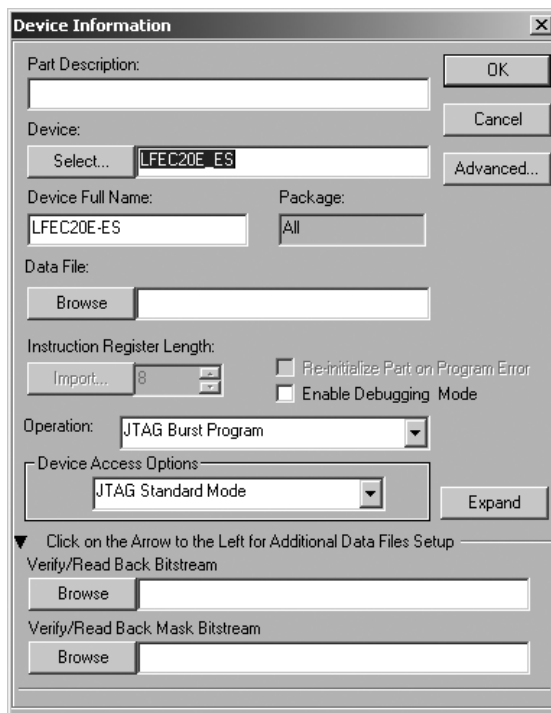 Device Information
Part Description:
OK
Device:
Cancel
Select... LFEC20E_ES
Advanced...
Device Full Name: Package:
LFEC20E-ES All
Data File:
Browse
Instruction Register Length:
Import... 8 Re-initialize Part on Program Error
Enable Debugging Mode
Operation: JTAG Burst Program
Device Access Options
JTAG Standard Mode
Expand
Click on the Arrow to the Left for Additional Data Files Setup
Verify/Read Back Bitstream
Browse
Verify/Read Back Mask Bitstream
Browse